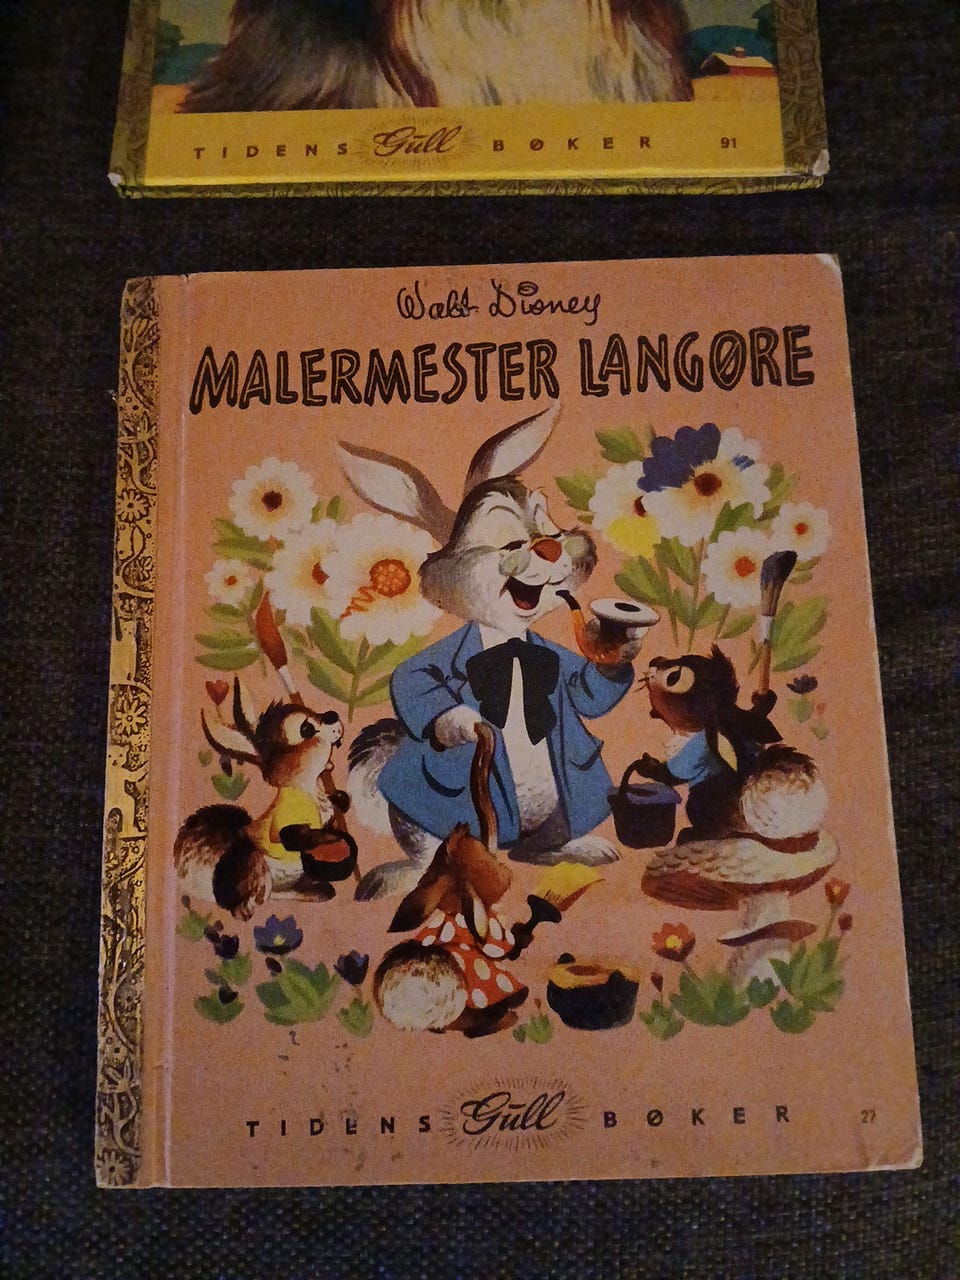 TIDENS Gull BØKER 91
Walt Disney
MALERMESTER LANGØRE
TIDENS Gull BØKER 27